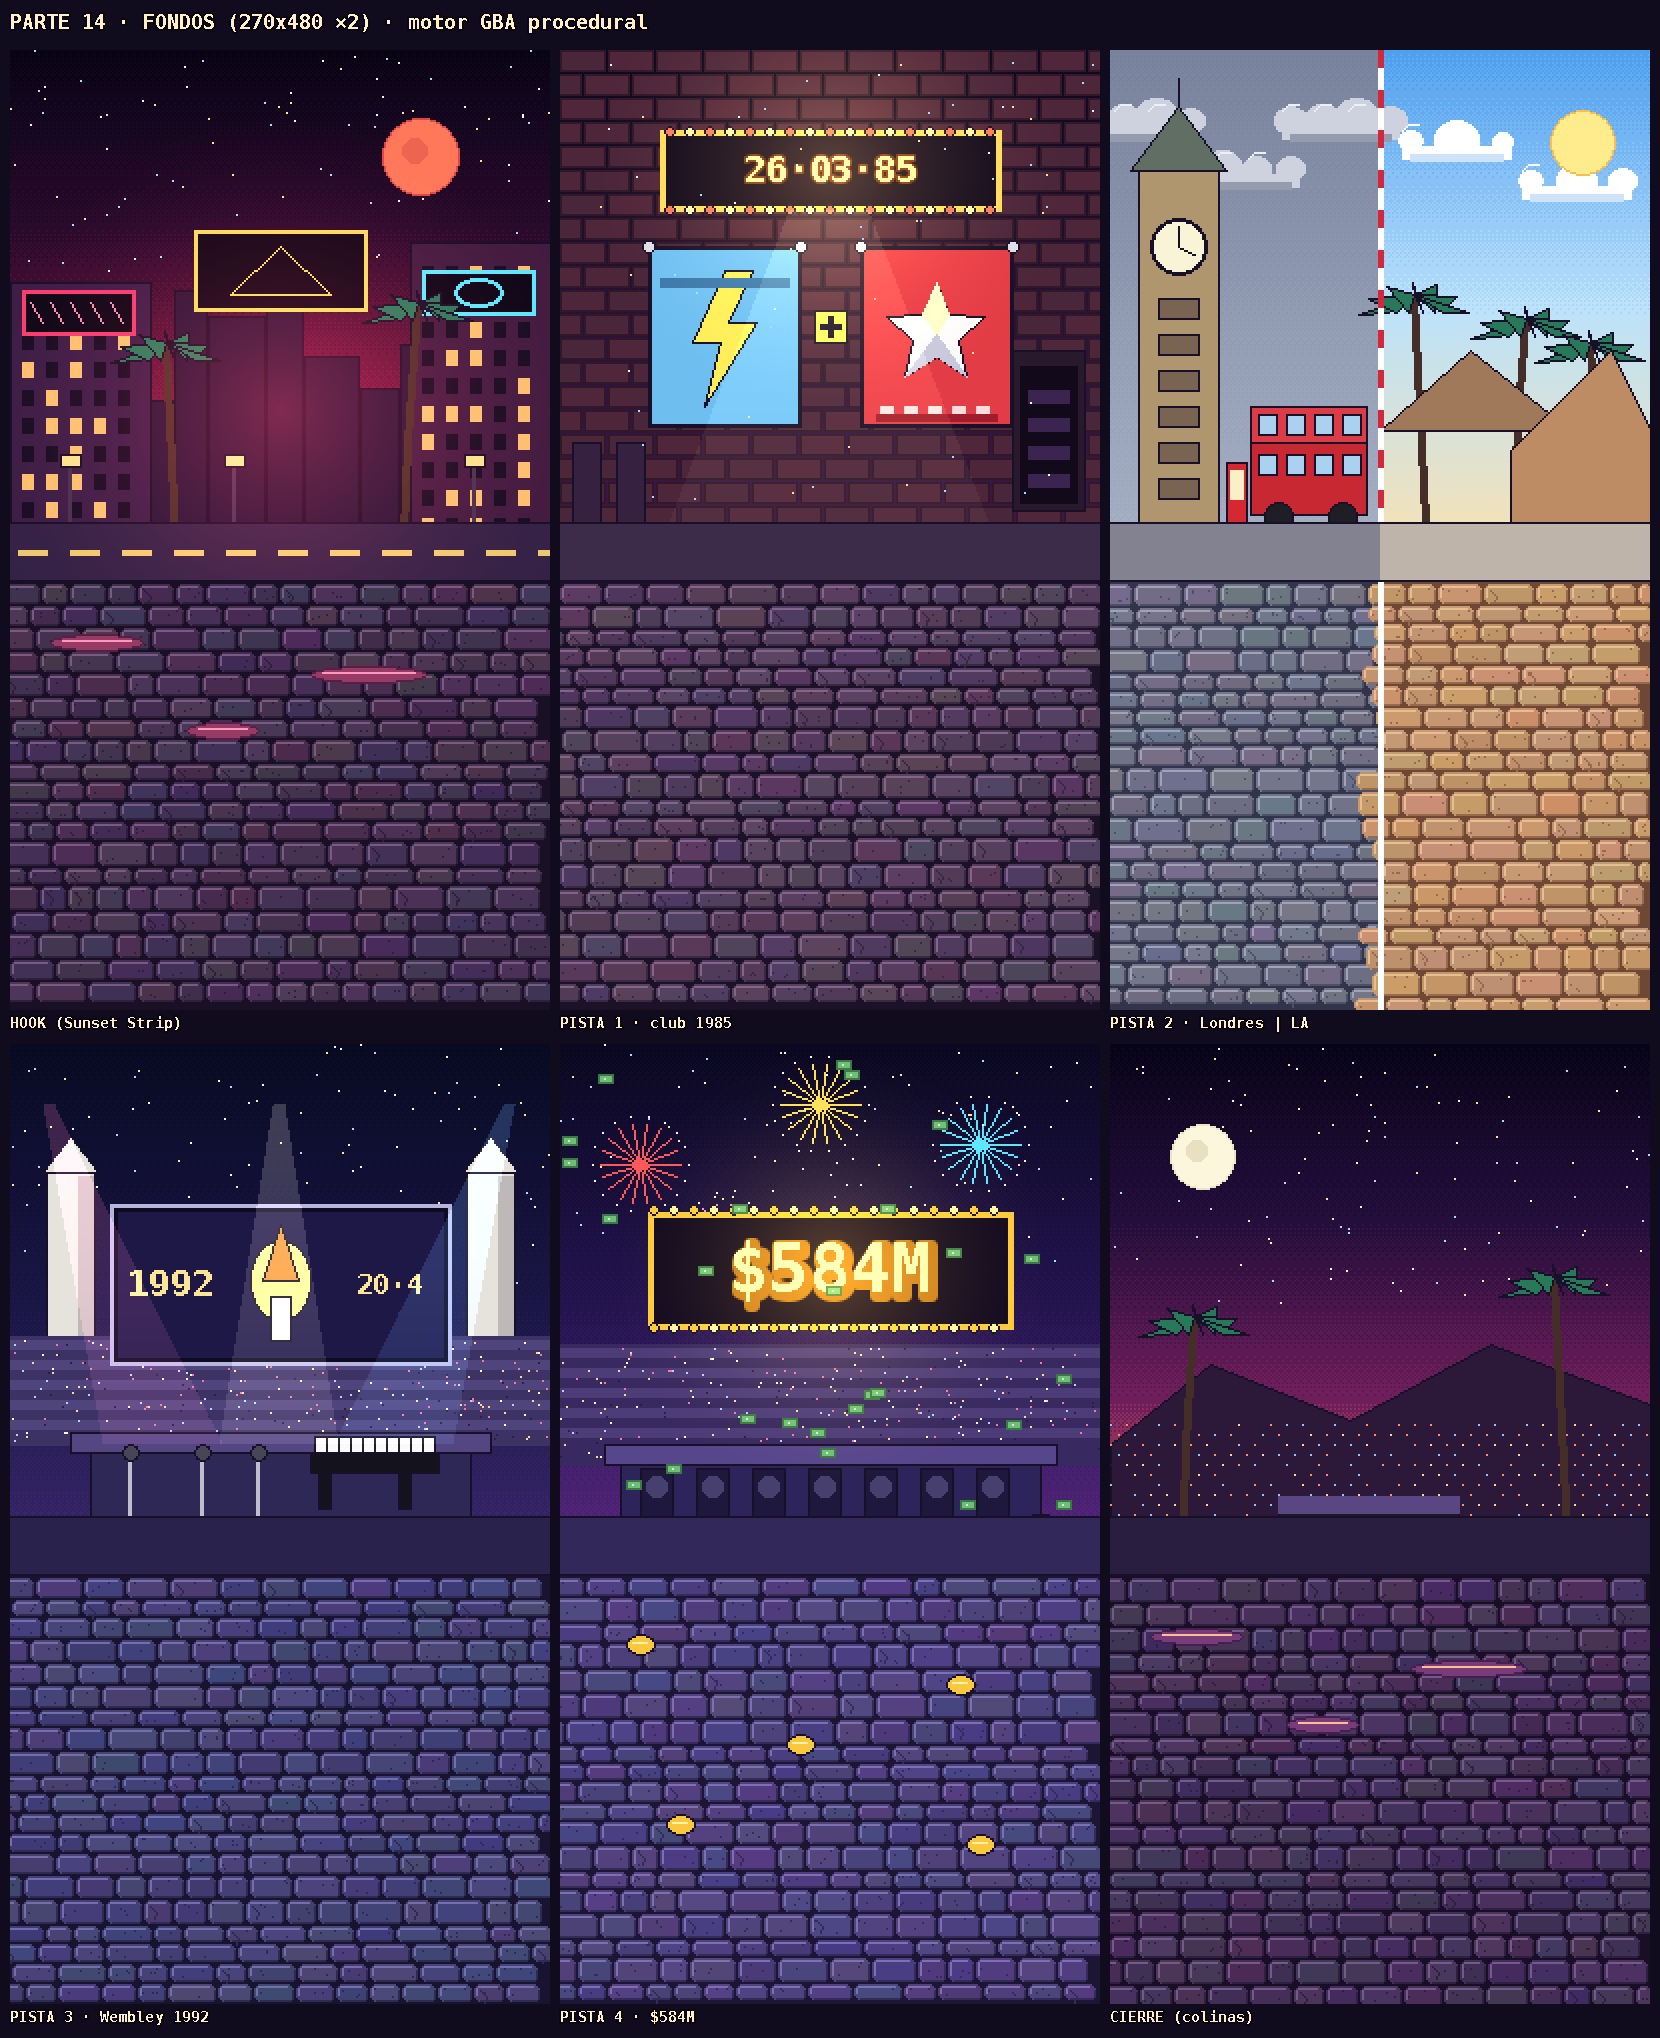 PARTE 14 · FONDOS (270x480 ×2) · motor GBA procedural
26·03·85
HOOK (Sunset Strip)
PISTA 1 · club 1985
PISTA 2 · Londres | LA
1992
20·4
$584M
PISTA 3 · Wembley 1992
PISTA 4 · $584M
CIERRE (colinas)